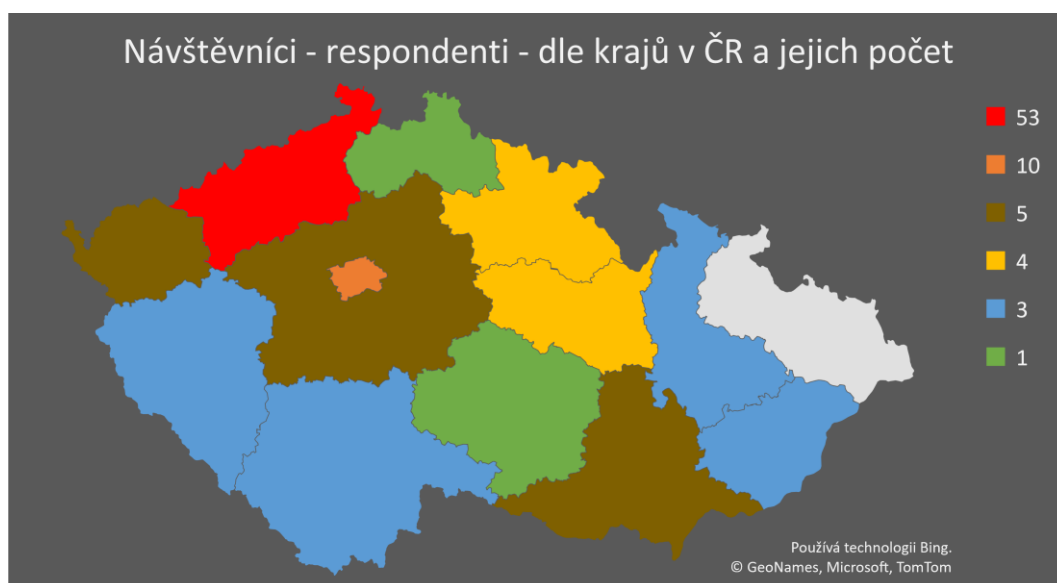 Návštěvníci - respondenti - dle krajů v ČR a jejich počet
53
10
5
4
3
1
Používá technologii Bing.
© GeoNames, Microsoft, TomTom